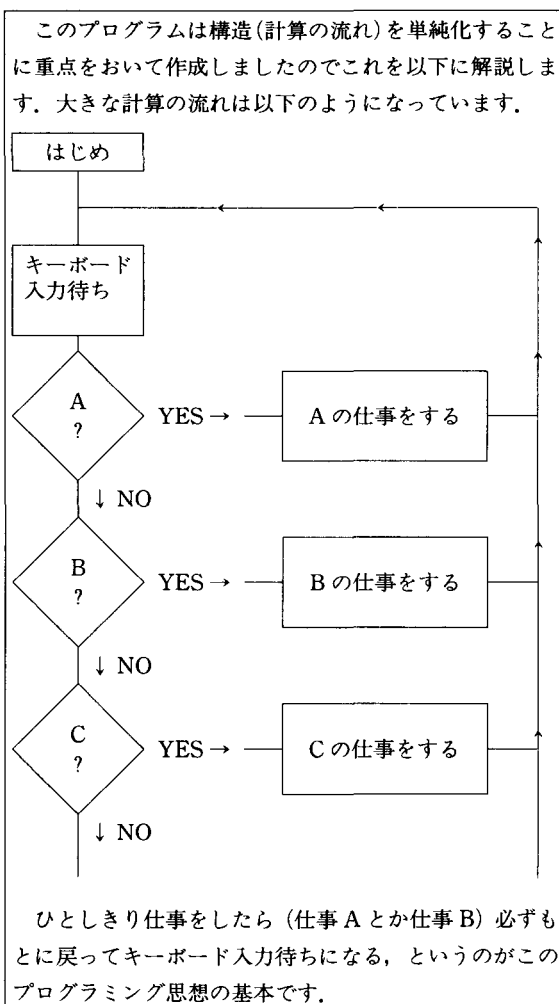 このプログラムは構造(計算の流れ)を単純化すること
に重点をおいて作成しましたのでこれを以下に解説しま
す．大きな計算の流れは以下のようになっています．
はじめ
キーボード
入力待ち
A
?
YES→
Aの仕事をする
↓ NO
B
?
YES→
Bの仕事をする
↓ NO
C
?
YES→
Cの仕事をする
↓ NO
ひとしきり仕事をしたら（仕事Aとか仕事B）必ずも
とに戻ってキーボード入力待ちになる，というのがこの
プログラミング思想の基本です．